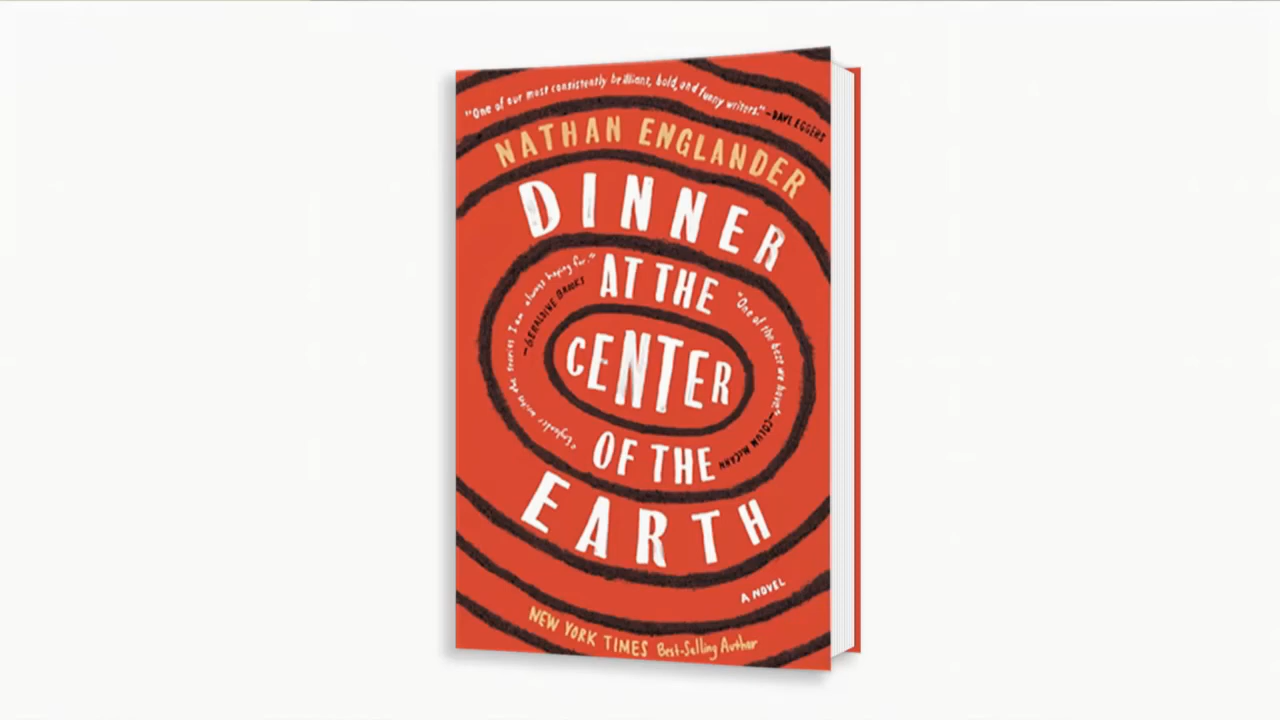 "One of our most consistently brilliant, bold, and funny writers." —DAVE EGGERS
NATHAN ENGLANDER
DINNER
AT THE
CENTER
OF THE
EARTH
"Englander writes the stories I am always hoping for."
—GERALDINE BROOKS
"One of the best we have." —COLUM MCCANN
A NOVEL
NEW YORK TIMES Best-Selling Author